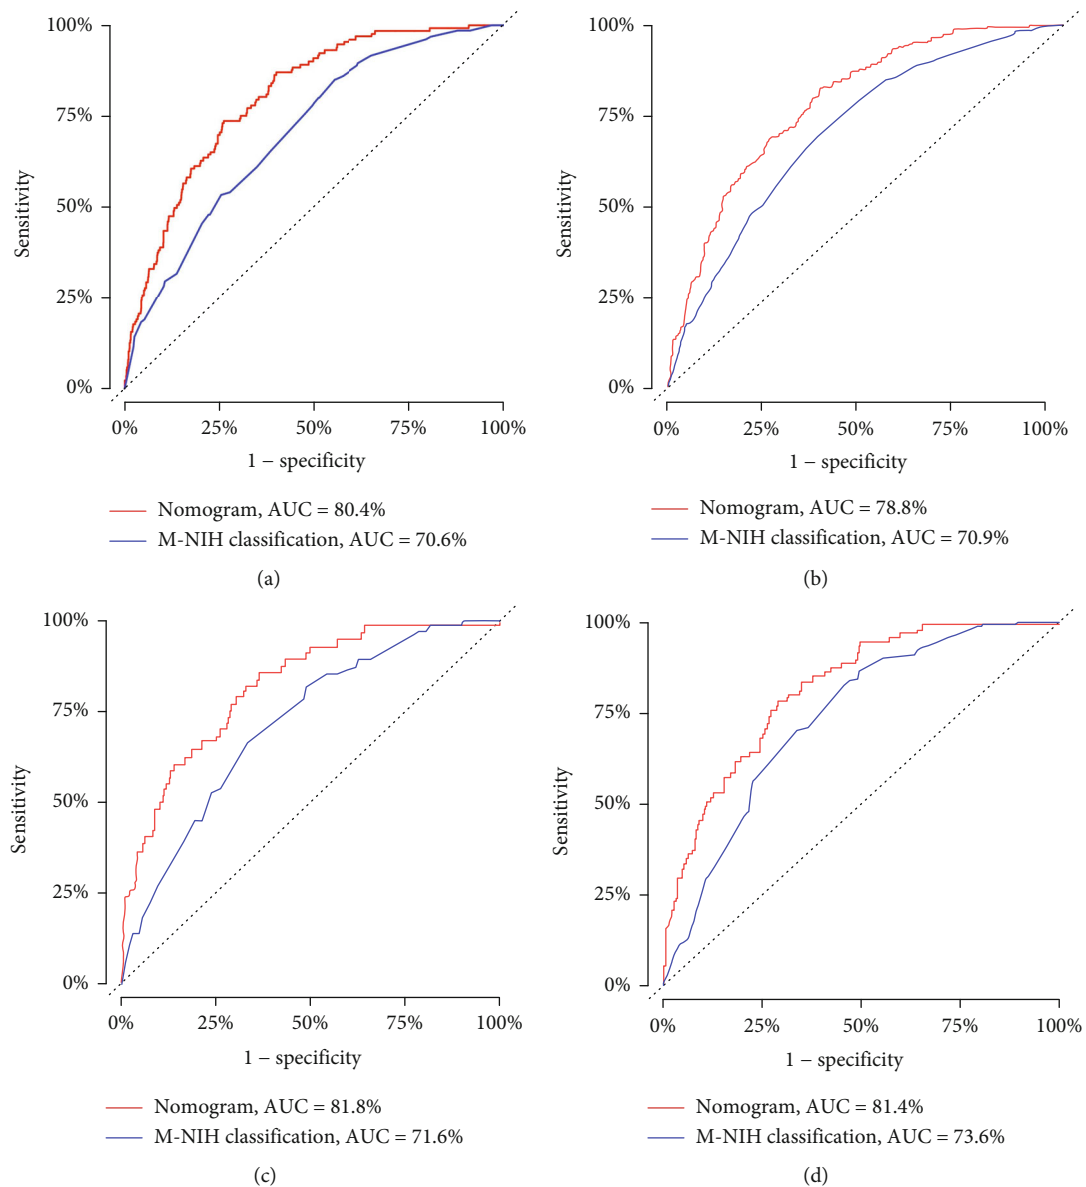 100%
75%
50%
25%
0%
Sensitivity
0% 25% 50% 75% 100%
1 − specificity
Nomogram, AUC = 80.4%
M-NIH classification, AUC = 70.6%
(a)
100%
75%
50%
25%
0%
Sensitivity
0% 25% 50% 75% 100%
1 − specificity
Nomogram, AUC = 78.8%
M-NIH classification, AUC = 70.9%
(b)
100%
75%
50%
25%
0%
Sensitivity
0% 25% 50% 75% 100%
1 − specificity
Nomogram, AUC = 81.8%
M-NIH classification, AUC = 71.6%
(c)
100%
75%
50%
25%
0%
Sensitivity
0% 25% 50% 75% 100%
1 − specificity
Nomogram, AUC = 81.4%
M-NIH classification, AUC = 73.6%
(d)